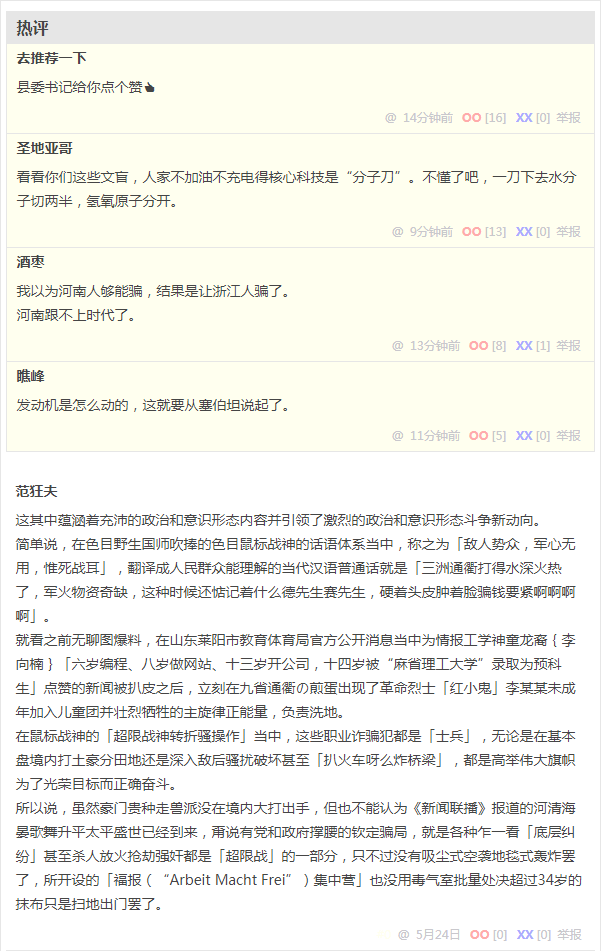 热评
去推荐一下
县委书记给你点个赞👍
@ 14分钟前 OO [16] XX [0] 举报
圣地亚哥
看看你们这些文盲，人家不加油不充电得核心科技是“分子刀”。不懂了吧，一刀下去水分
子切两半，氢氧原子分开。
@ 9分钟前 OO [13] XX [0] 举报
酒枣
我以为河南人够能骗，结果是让浙江人骗了。
河南跟不上时代了。
@ 13分钟前 OO [8] XX [1] 举报
瞧峰
发动机是怎么动的，这就要从塞伯坦说起了。
@ 11分钟前 OO [5] XX [0] 举报
范狂夫
这其中蕴涵着充沛的政治和意识形态内容并引领了激烈的政治和意识形态斗争新动向。
简单说，在色目野生国师吹捧的色目鼠标战神的话语体系当中，称之为「敌人势众，军心无
用，惟死战耳」，翻译成人民群众能理解的当代汉语普通话就是「三洲通衢打得水深火热
了，军火物资奇缺，这种时候还惦记着什么德先生赛先生，硬着头皮肿着脸骗钱要紧啊啊啊
啊」。
就看之前无聊图爆料，在山东莱阳市教育体育局官方公开消息当中为情报工学神童龙裔｛李
向楠｝「六岁编程、八岁做网站、十三岁开公司，十四岁被“麻省理工大学”录取为预科
生」点赞的新闻被扒皮之后，立刻在九省通衢の煎蛋出现了革命烈士「红小鬼」李某某未成
年加入儿童团并壮烈牺牲的主旋律正能量，负责洗地。
在鼠标战神的「超限战神转折骚操作」当中，这些职业诈骗犯都是「士兵」，无论是在基本
盘境内打土豪分田地还是深入敌后骚扰破坏甚至「扒火车呀么炸桥梁」，都是高举伟大旗帜
为了光荣目标而正确奋斗。
所以说，虽然豪门贵种走兽派没在境内大打出手，但也不能认为《新闻联播》报道的河清海
晏歌舞升平太平盛世已经到来，甭说有党和政府撑腰的钦定骗局，就是各种乍一看「底层纠
纷」甚至杀人放火抢劫强奸都是「超限战」的一部分，只不过没有吸尘式空袭地毯式轰炸罢
了，所开设的「福报（“Arbeit Macht Frei”）集中营」也没用毒气室批量处决超过34岁的
抹布只是扫地出门罢了。
@ 5月24日 OO [0] XX [0] 举报